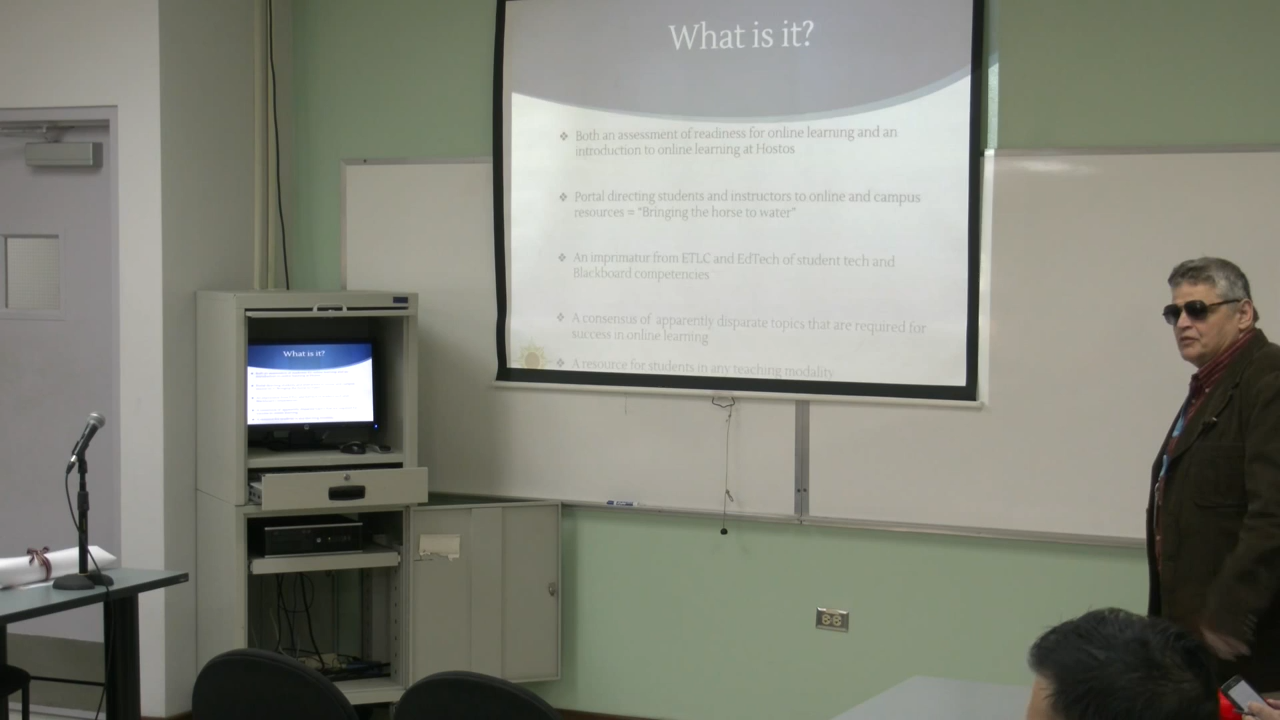 What is it?
❖ Both an assessment of readiness for online learning and an
introduction to online learning at Hostos
❖ Portal directing students and instructors to online and campus
resources = “Bringing the horse to water”
❖ An imprimatur from ETLC and EdTech of student tech and
Blackboard competencies
❖ A consensus of apparently disparate topics that are required for
success in online learning
❖ A resource for students in any teaching modality
What is it?